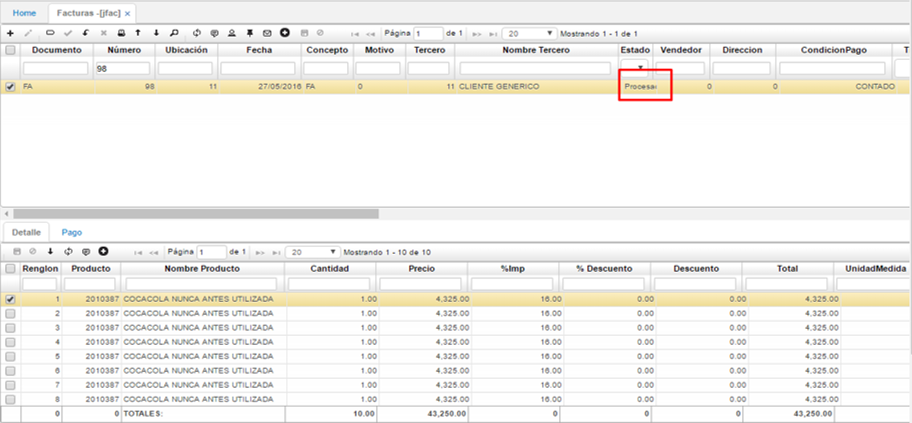 Home Facturas -[jfac] ×
Página 1 de 1 20 Mostrando 1 - 1 de 1
Documento Número Ubicación Fecha Concepto Motivo Tercero Nombre Tercero Estado Vendedor Direccion CondicionPago T
98
FA 98 11 27/05/2016 FA 0 11 CLIENTE GENERICO Procesa 0 0 CONTADO
Detalle Pago
Página 1 de 1 20 Mostrando 1 - 10 de 10
Renglon Producto Nombre Producto Cantidad Precio %Imp % Descuento Descuento Total UnidadMedida
1 2010387 COCACOLA NUNCA ANTES UTILIZADA 1.00 4,325.00 16.00 0.00 0.00 4,325.00
2 2010387 COCACOLA NUNCA ANTES UTILIZADA 1.00 4,325.00 16.00 0.00 0.00 4,325.00
3 2010387 COCACOLA NUNCA ANTES UTILIZADA 1.00 4,325.00 16.00 0.00 0.00 4,325.00
4 2010387 COCACOLA NUNCA ANTES UTILIZADA 1.00 4,325.00 16.00 0.00 0.00 4,325.00
5 2010387 COCACOLA NUNCA ANTES UTILIZADA 1.00 4,325.00 16.00 0.00 0.00 4,325.00
6 2010387 COCACOLA NUNCA ANTES UTILIZADA 1.00 4,325.00 16.00 0.00 0.00 4,325.00
7 2010387 COCACOLA NUNCA ANTES UTILIZADA 1.00 4,325.00 16.00 0.00 0.00 4,325.00
8 2010387 COCACOLA NUNCA ANTES UTILIZADA 1.00 4,325.00 16.00 0.00 0.00 4,325.00
0 0 TOTALES: 10.00 43,250.00 0 0 0 43,250.00